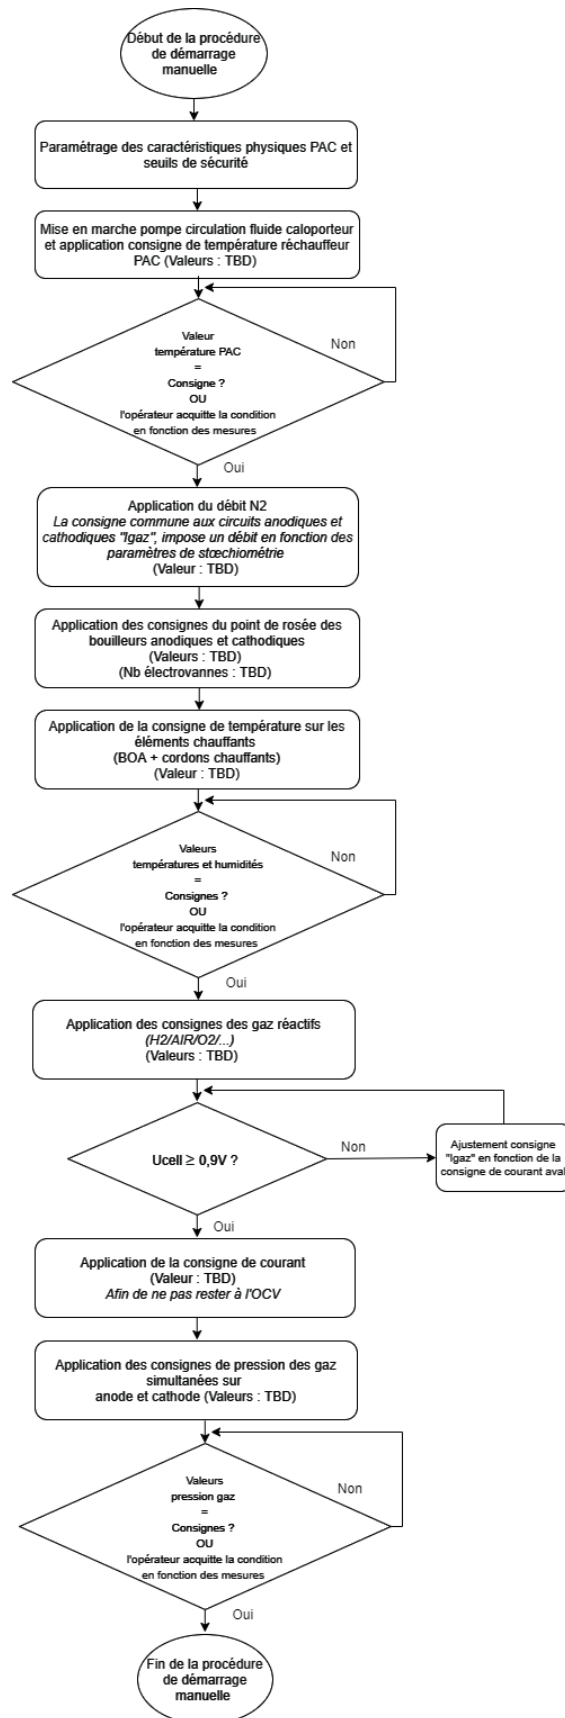 Début de la procédure
de démarrage
manuelle
Paramétrage des caractéristiques physiques PAC et
seuils de sécurité
Mise en marche pompe circulation fluide caloporteur
et application consigne de température réchauffeur
PAC (Valeurs : TBD)
Valeur
température PAC
=
Consigne ?
OU
l'opérateur acquitte la condition
en fonction des mesures
Non
Oui
Application du débit N2
La consigne commune aux circuits anodiques et
cathodiques "Igaz", impose un débit en fonction des
paramètres de stœchiométrie
(Valeur : TBD)
Application des consignes du point de rosée des
bouilleurs anodiques et cathodiques
(Valeurs : TBD)
(Nb électrovannes : TBD)
Application de la consigne de température sur les
éléments chauffants
(BOA + cordons chauffants)
(Valeur : TBD)
Valeurs
températures et humidités
=
Consignes ?
OU
l'opérateur acquitte la condition
en fonction des mesures
Non
Oui
Application des consignes des gaz réactifs
(H2/AIR/O2/...)
(Valeurs : TBD)
Ucell ≥ 0,9V ?
Non
Ajustement consigne
"Igaz" en fonction de la
consigne de courant aval
Oui
Application de la consigne de courant
(Valeur : TBD)
Afin de ne pas rester à l'OCV
Application des consignes de pression des gaz
simultanées sur
anode et cathode (Valeurs : TBD)
Valeurs
pression gaz
=
Consignes ?
OU
l'opérateur acquitte la condition
en fonction des mesures
Non
Oui
Fin de la procédure
de démarrage
manuelle